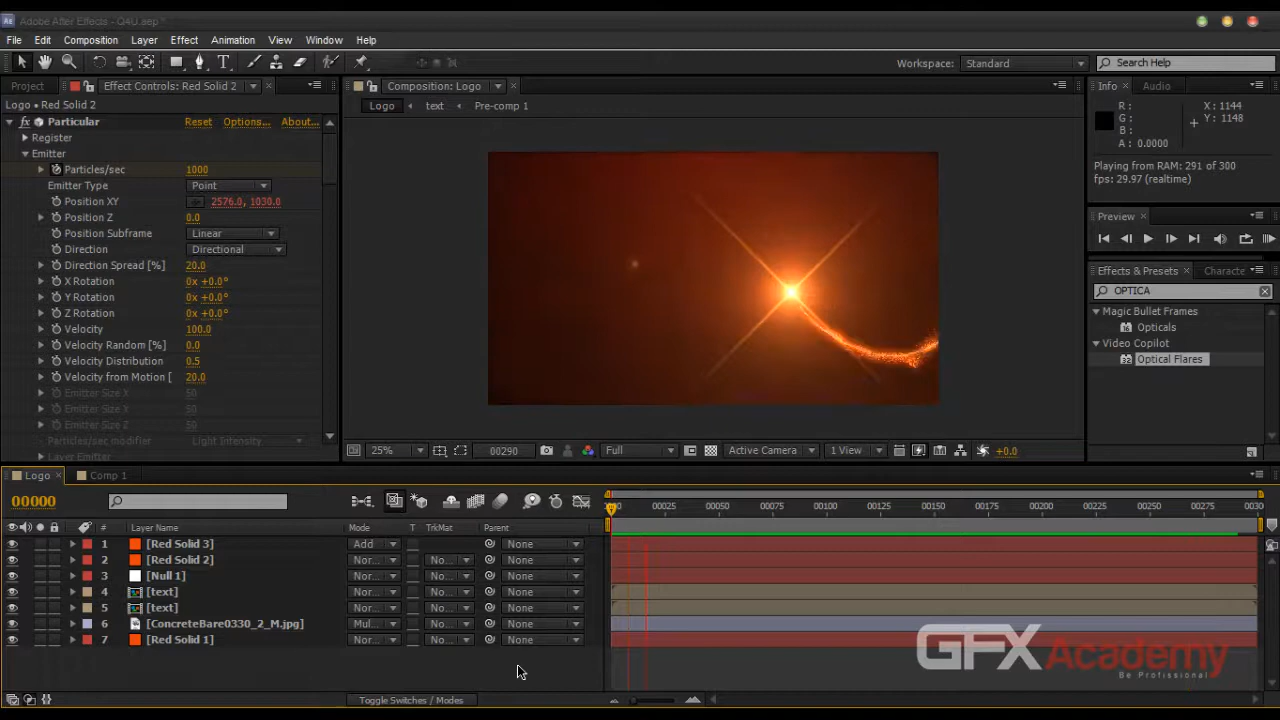 Adobe After Effects - Q4U.aep *
File Edit Composition Layer Effect Animation View Window Help
Workspace: Standard Search Help
Project Effect Controls: Red Solid 2
Logo • Red Solid 2
fx Particular Reset Options... About...
Register
Emitter
Particles/sec 1000
Emitter Type Point
Position XY 2576.0, 1030.0
Position Z 0.0
Position Subframe Linear
Direction Directional
Direction Spread [%] 20.0
X Rotation 0x +0.0°
Y Rotation 0x +0.0°
Z Rotation 0x +0.0°
Velocity 100.0
Velocity Random [%] 0.0
Velocity Distribution 0.5
Velocity from Motion [ 20.0
Emitter Size X 50
Emitter Size Y 50
Emitter Size Z 50
Particles/sec modifier Light Intensity
Layer Emitter
Composition: Logo
Logo text Pre-comp 1
25% 00290 Full Active Camera 1 View +0.0
Info Audio
R : X : 1144
G : Y : 1148
B :
A : 0.0000
Playing from RAM: 291 of 300
fps: 29.97 (realtime)
Preview
Effects & Presets Characte
OPTICA
Magic Bullet Frames
Opticals
Video Copilot
Optical Flares
Logo Comp 1
00000
0000 00025 00050 00075 00100 00125 00150 00175 00200 00225 00250 00275 0030
# Layer Name Mode T TrkMat Parent
1 [Red Solid 3] Add None
2 [Red Solid 2] Nor... No... None
3 [Null 1] Nor... No... None
4 [text] Nor... No... None
5 [text] Nor... No... None
6 [ConcreteBare0330_2_M.jpg] Mul... No... None
7 [Red Solid 1] Nor... No... None
Toggle Switches / Modes
GFXAcademy
Be Profissional